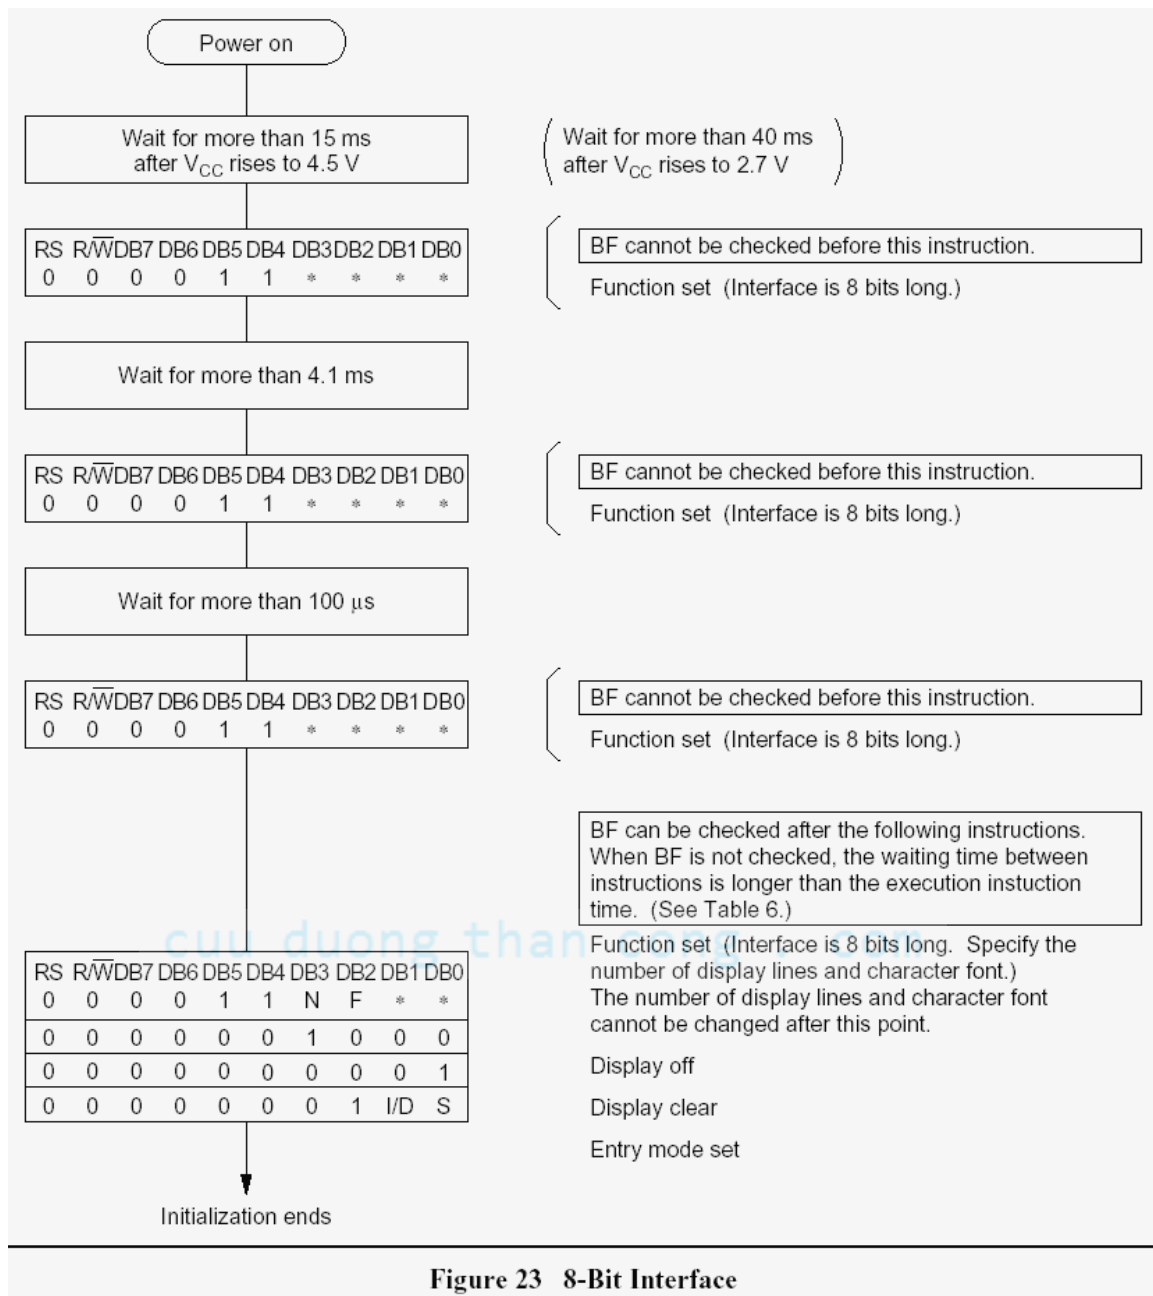 Power on
Wait for more than 15 ms
after VCC rises to 4.5 V
Wait for more than 40 ms
after VCC rises to 2.7 V
RS R/W DB7 DB6 DB5 DB4 DB3 DB2 DB1 DB0
0 0 0 0 1 1 * * * *
BF cannot be checked before this instruction.
Function set (Interface is 8 bits long.)
Wait for more than 4.1 ms
RS R/W DB7 DB6 DB5 DB4 DB3 DB2 DB1 DB0
0 0 0 0 1 1 * * * *
BF cannot be checked before this instruction.
Function set (Interface is 8 bits long.)
Wait for more than 100 μs
RS R/W DB7 DB6 DB5 DB4 DB3 DB2 DB1 DB0
0 0 0 0 1 1 * * * *
BF cannot be checked before this instruction.
Function set (Interface is 8 bits long.)
BF can be checked after the following instructions.
When BF is not checked, the waiting time between
instructions is longer than the execution instuction
time. (See Table 6.)
cuu duong than cong . com
Function set (Interface is 8 bits long. Specify the
number of display lines and character font.)
The number of display lines and character font
cannot be changed after this point.
RS R/W DB7 DB6 DB5 DB4 DB3 DB2 DB1 DB0
0 0 0 0 1 1 N F * *
0 0 0 0 0 0 1 0 0 0
0 0 0 0 0 0 0 0 0 1
0 0 0 0 0 0 0 1 I/D S
Display off
Display clear
Entry mode set
Initialization ends
Figure 23 8-Bit Interface